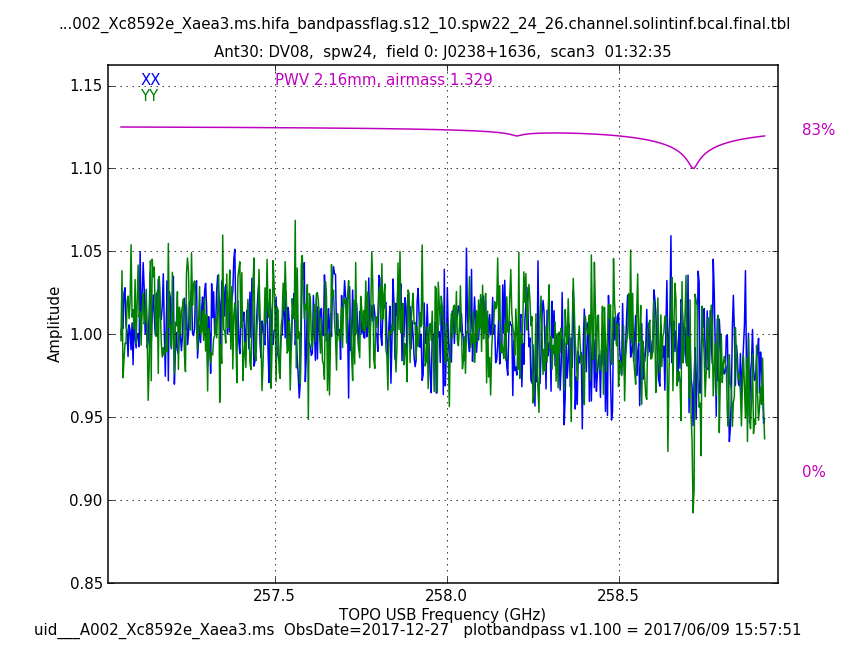 ...002_Xc8592e_Xaea3.ms.hifa_bandpassflag.s12_10.spw22_24_26.channel.solintinf.bcal.final.tbl
Ant30: DV08,  spw24,  field 0: J0238+1636,  scan3  01:32:35
XX
PWV 2.16mm, airmass 1.329
YY
1.15
1.10
1.05
1.00
0.95
0.90
0.85
Amplitude
83%
0%
257.5
258.0
258.5
TOPO USB Frequency (GHz)
uid___A002_Xc8592e_Xaea3.ms  ObsDate=2017-12-27   plotbandpass v1.100 = 2017/06/09 15:57:51